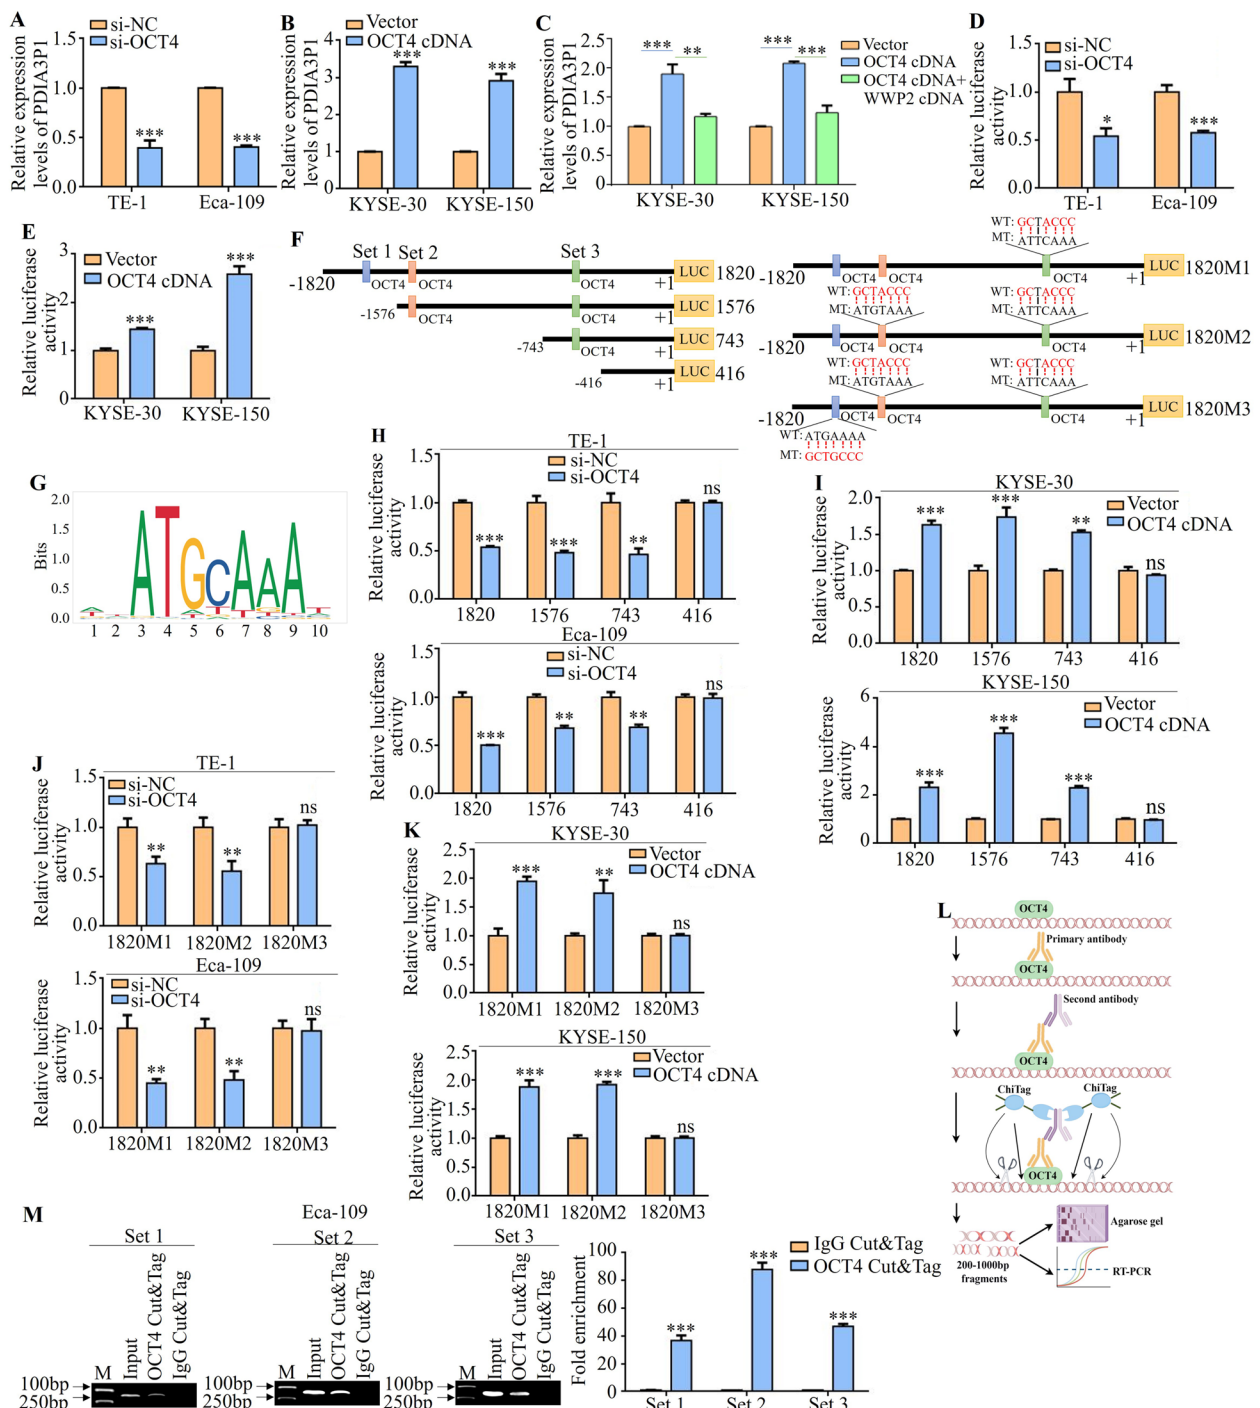 A
Relative expression
levels of PDIA3P1
si-NC
si-OCT4
1.5
1.0
0.5
0.0
***
***
TE-1
Eca-109
B
Relative expression
levels of PDIA3P1
Vector
OCT4 cDNA
4
3
2
1
0
***
***
KYSE-30
KYSE-150
C
Relative expression
levels of PDIA3P1
2.5
2.0
1.5
1.0
0.5
0
***
**
***
***
KYSE-30
KYSE-150
Vector
OCT4 cDNA
OCT4 cDNA+
WWP2 cDNA
D
Relative luciferase
activity
si-NC
si-OCT4
1.5
1.0
0.5
0.0
*
***
TE-1
Eca-109
E
Relative luciferase
activity
Vector
OCT4 cDNA
3
2
1
0
***
***
KYSE-30
KYSE-150
F
Set 1
Set 2
Set 3
-1820
OCT4
OCT4
OCT4
+1
LUC
1820
-1576
OCT4
OCT4
+1
LUC
1576
-743
OCT4
+1
LUC
743
-416
+1
LUC
416
WT: GCTACCC
MT: ATTCAAA
-1820
OCT4
OCT4
OCT4
+1
LUC
1820M1
WT: GCTACCC
MT: ATGTAAA
WT: GCTACCC
MT: ATTCAAA
-1820
OCT4
OCT4
OCT4
+1
LUC
1820M2
WT: GCTACCC
MT: ATGTAAA
WT: GCTACCC
MT: ATTCAAA
-1820
OCT4
OCT4
OCT4
+1
LUC
1820M3
WT: ATGAAAA
MT: GCTGCCC
G
Bits
2.0
1.5
1.0
0.5
0.0
ATGCAAA
1 2 3 4 5 6 7 8 9 10
H
TE-1
Relative luciferase
activity
si-NC
si-OCT4
1.5
1.0
0.5
0.0
***
***
**
ns
1820 1576 743 416
Eca-109
Relative luciferase
activity
si-NC
si-OCT4
1.5
1.0
0.5
0.0
***
**
**
ns
1820 1576 743 416
I
KYSE-30
Relative luciferase
activity
Vector
OCT4 cDNA
2.0
1.5
1.0
0.5
0.0
***
***
**
ns
1820 1576 743 416
KYSE-150
Relative luciferase
activity
Vector
OCT4 cDNA
6
4
2
0
***
***
***
ns
1820 1576 743 416
J
TE-1
Relative luciferase
activity
si-NC
si-OCT4
1.5
1.0
0.5
0.0
**
**
ns
1820M1 1820M2 1820M3
Eca-109
Relative luciferase
activity
si-NC
si-OCT4
1.5
1.0
0.5
0.0
**
**
ns
1820M1 1820M2 1820M3
K
KYSE-30
Relative luciferase
activity
Vector
OCT4 cDNA
2.5
2.0
1.5
1.0
0.5
0.0
***
**
ns
1820M1 1820M2 1820M3
KYSE-150
Relative luciferase
activity
Vector
OCT4 cDNA
2.5
2.0
1.5
1.0
0.5
0.0
***
***
ns
1820M1 1820M2 1820M3
L
OCT4
Primary antibody
OCT4
Second antibody
OCT4
ChiTag
ChiTag
OCT4
200-1000bp
fragments
Agarose gel
RT-PCR
M
Eca-109
Set 1
Set 2
Set 3
M
Input
OCT4 Cut&Tag
IgG Cut&Tag
100bp
250bp
M
Input
OCT4 Cut&Tag
IgG Cut&Tag
100bp
250bp
M
Input
OCT4 Cut&Tag
IgG Cut&Tag
100bp
250bp
Fold enrichment
IgG Cut&Tag
OCT4 Cut&Tag
100
80
60
40
20
0
***
***
***
Set 1 Set 2 Set 3